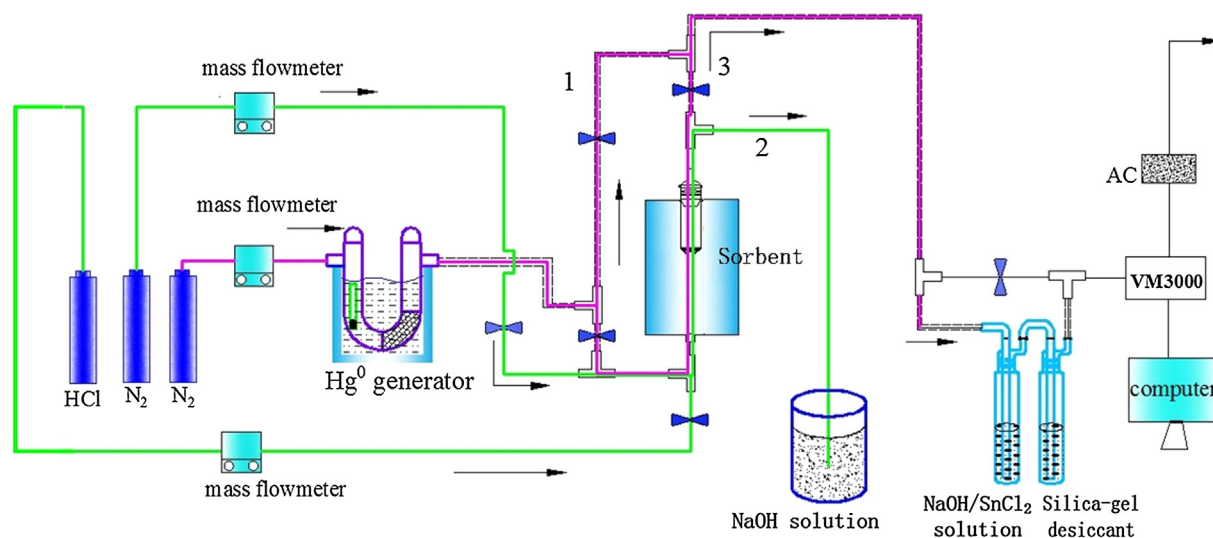 mass flowmeter
1
3
2
mass flowmeter
AC
Sorbent
VM3000
HCl
N₂
N₂
Hg⁰ generator
computer
mass flowmeter
NaOH solution
NaOH/SnCl₂
solution
Silica-gel
desiccant